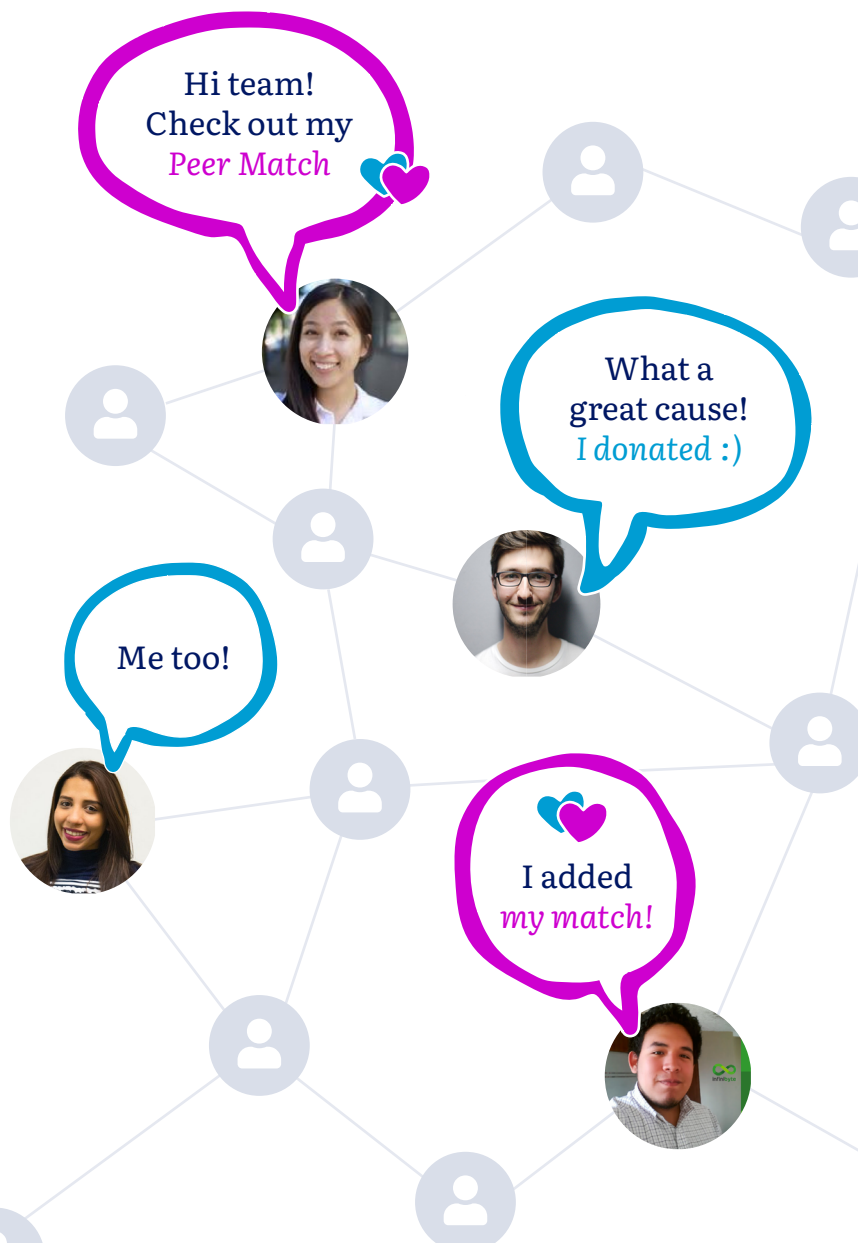 Hi team!
Check out my
Peer Match
What a
great cause!
I donated :)
Me too!
I added
my match!